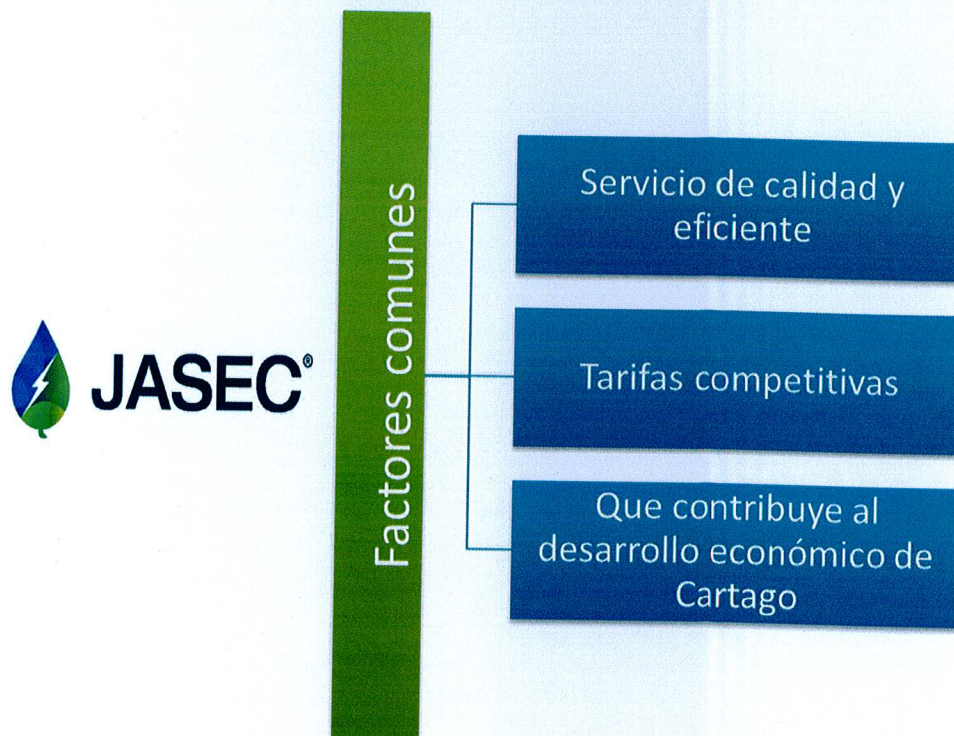 JASEC®
Factores comunes
Servicio de calidad y
eficiente
Tarifas competitivas
Que contribuye al
desarrollo económico de
Cartago